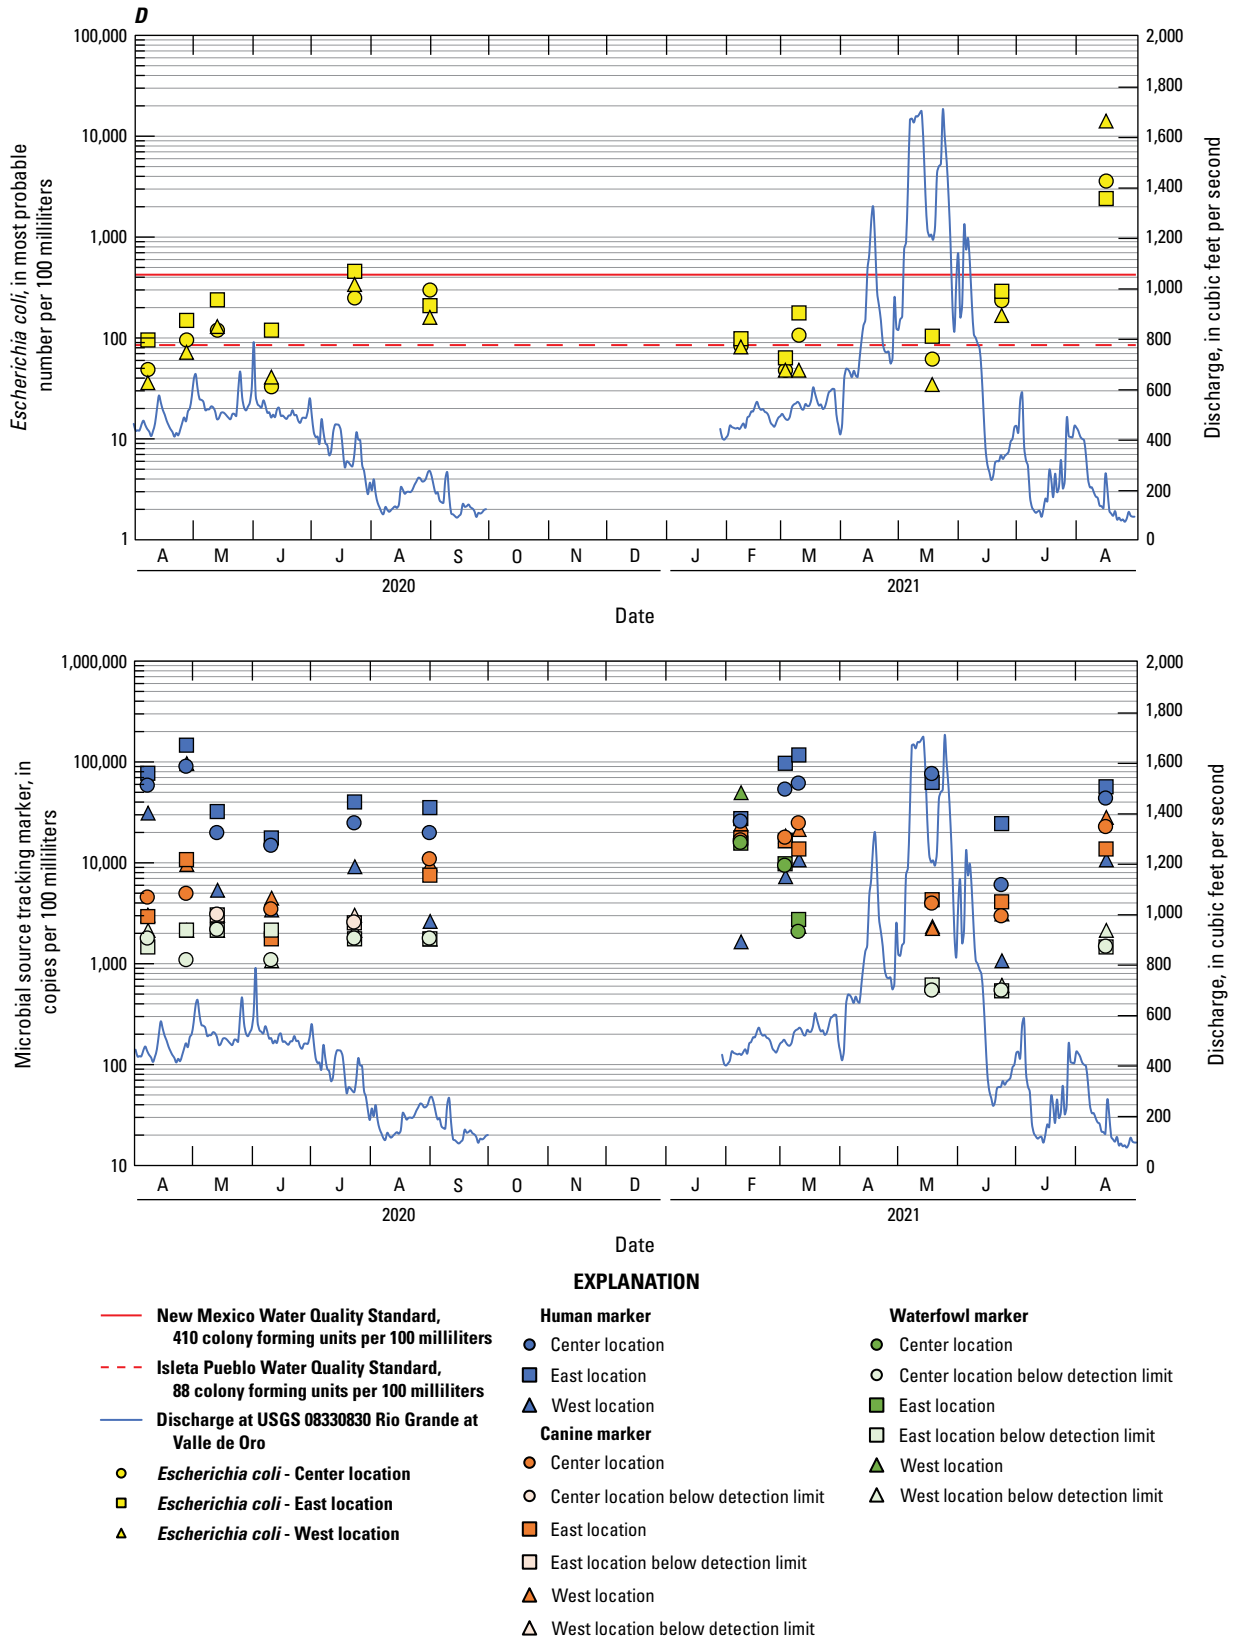 D
100,000
10,000
1,000
100
10
1
Escherichia coli, in most probable
number per 100 milliliters
2,000
1,800
1,600
1,400
1,200
1,000
800
600
400
200
0
Discharge, in cubic feet per second
A M J J A S O N D J F M A M J J A
2020 2021
Date
1,000,000
100,000
10,000
1,000
100
10
Microbial source tracking marker, in
copies per 100 milliliters
2,000
1,800
1,600
1,400
1,200
1,000
800
600
400
200
0
Discharge, in cubic feet per second
A M J J A S O N D J F M A M J J A
2020 2021
Date
EXPLANATION
New Mexico Water Quality Standard,
410 colony forming units per 100 milliliters
Isleta Pueblo Water Quality Standard,
88 colony forming units per 100 milliliters
Discharge at USGS 08330830 Rio Grande at
Valle de Oro
Escherichia coli - Center location
Escherichia coli - East location
Escherichia coli - West location
Human marker
Center location
East location
West location
Canine marker
Center location
Center location below detection limit
East location
East location below detection limit
West location
West location below detection limit
Waterfowl marker
Center location
Center location below detection limit
East location
East location below detection limit
West location
West location below detection limit